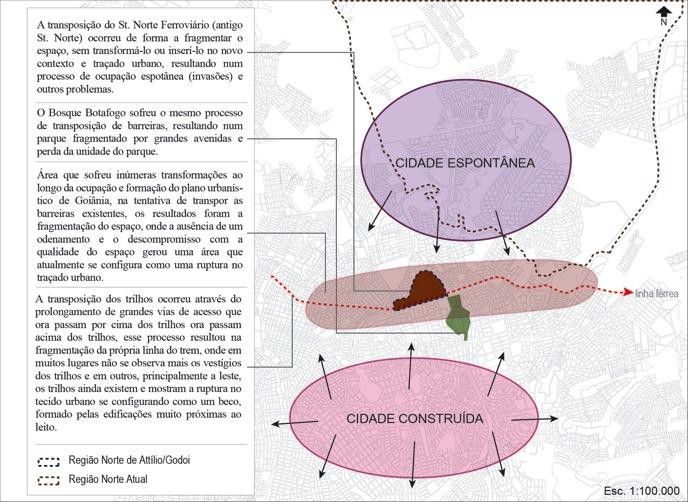 A transposição do St. Norte Ferroviário (antigo
St. Norte) ocorreu de forma a fragmentar o
espaço, sem transformá-lo ou inserí-lo no novo
contexto e traçado urbano, resultando num
processo de ocupação espotânea (invasões) e
outros problemas.
O Bosque Botafogo sofreu o mesmo processo
de transposição de barreiras, resultando num
parque fragmentado por grandes avenidas e
perda da unidade do parque.
Área que sofreu inúmeras transformações ao
longo da ocupação e formação do plano urbanís-
tico de Goiânia, na tentativa de transpor as
barreiras existentes, os resultados foram a
fragmentação do espaço, onde a ausência de um
odenamento e o descompromisso com a
qualidade do espaço gerou uma área que
atualmente se configura como uma ruptura no
traçado urbano.
A transposição dos trilhos ocorreu através do
prolongamento de grandes vias de acesso que
ora passam por cima dos trilhos ora passam
acima dos trilhos, esse processo resultou na
fragmentação da própria linha do trem, onde em
muitos lugares não se observa mais os vestígios
dos trilhos e em outros, principalmente a leste,
os trilhos ainda existem e mostram a ruptura no
tecido urbano se configurando como um beco,
formado pelas edificações muito próximas ao
leito.
Região Norte de Attílio/Godoi
Região Norte Atual
N
CIDADE ESPONTÂNEA
linha férrea
CIDADE CONSTRUÍDA
Esc. 1:100.000